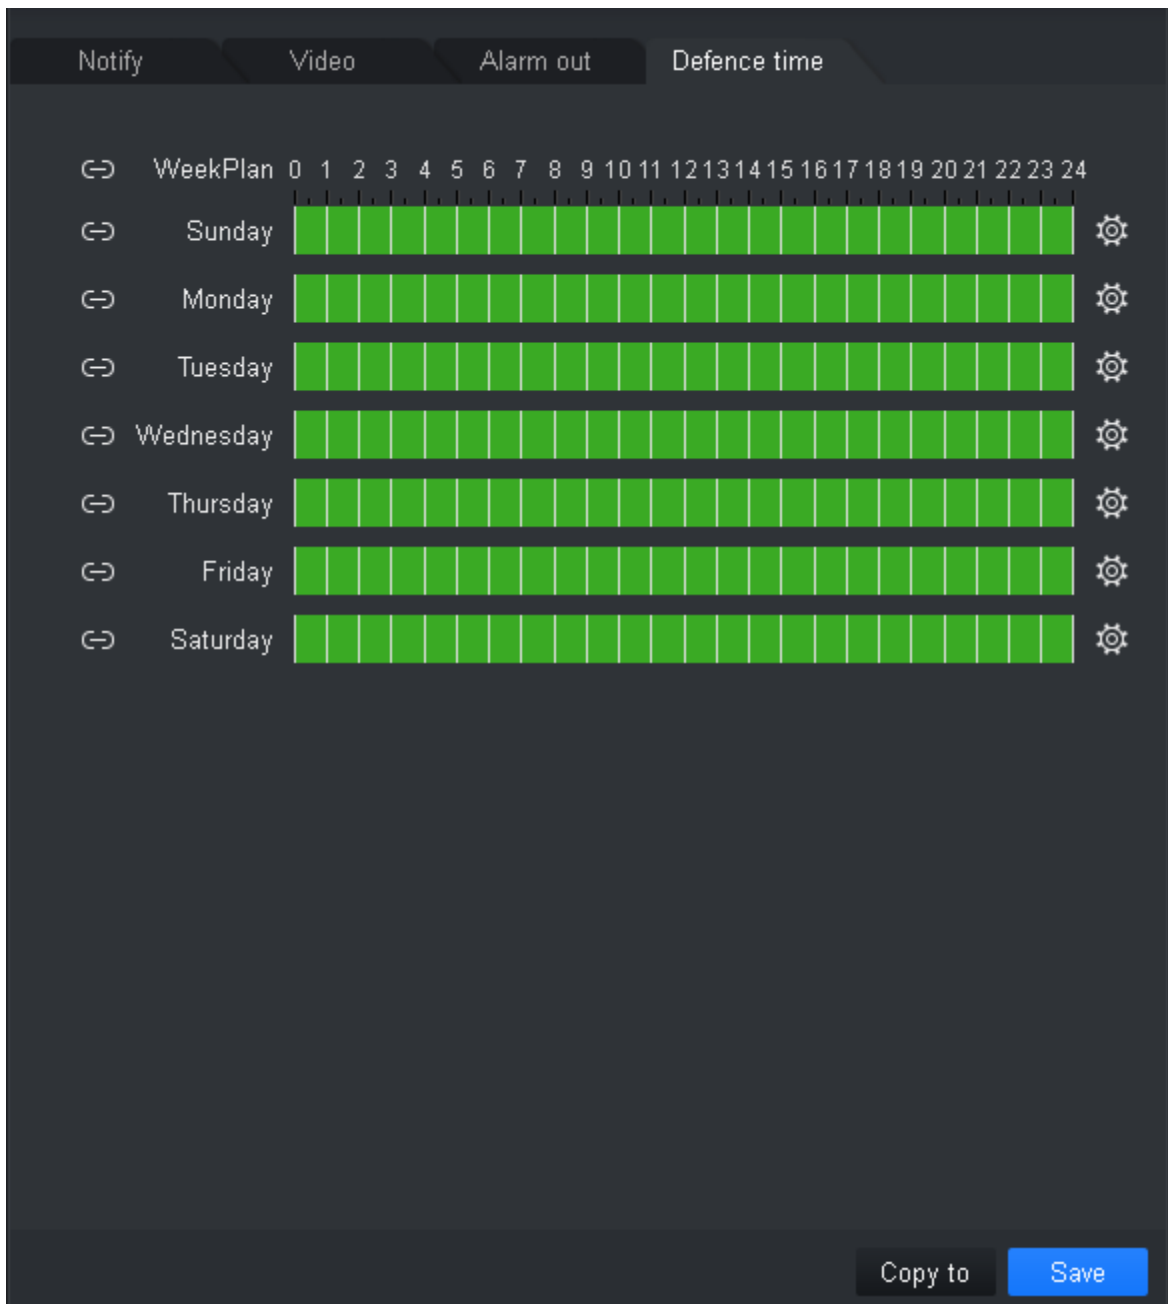 Notify Video Alarm out Defence time
WeekPlan 0 1 2 3 4 5 6 7 8 9 10 11 12 13 14 15 16 17 18 19 20 21 22 23 24
Sunday
Monday
Tuesday
Wednesday
Thursday
Friday
Saturday
Copy to Save